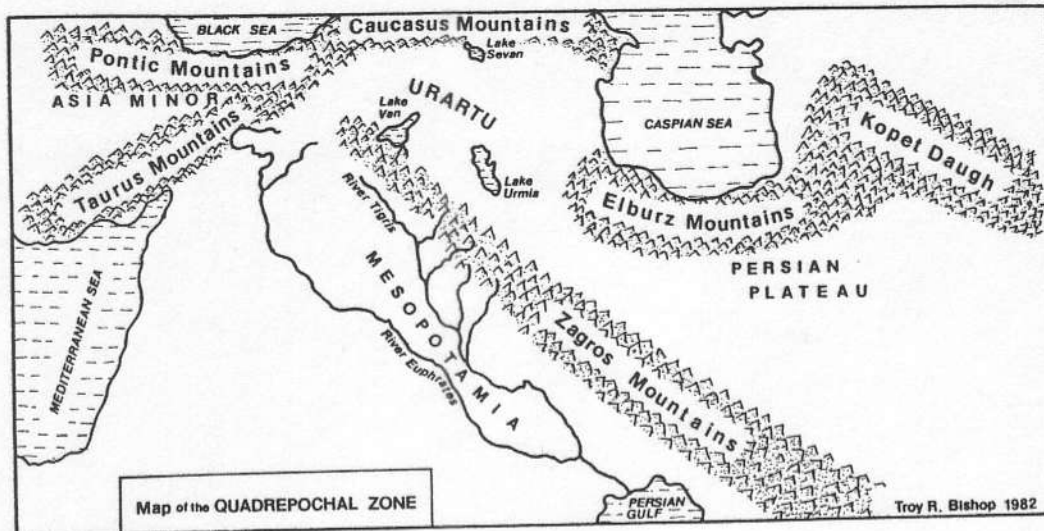 BLACK SEA
Caucasus Mountains
Pontic Mountains
Lake
Sevan
ASIA MINOR
URARTU
Lake
Van
CASPIAN SEA
Kopet Daugh
Taurus Mountains
Lake
Urmia
River Tigris
Elburz Mountains
PERSIAN
PLATEAU
MEDITERRANEAN SEA
MESOPOTAMIA
River Euphrates
Zagros Mountains
Map of the QUADREPOCHAL ZONE
PERSIAN
GULF
Troy R. Bishop 1982